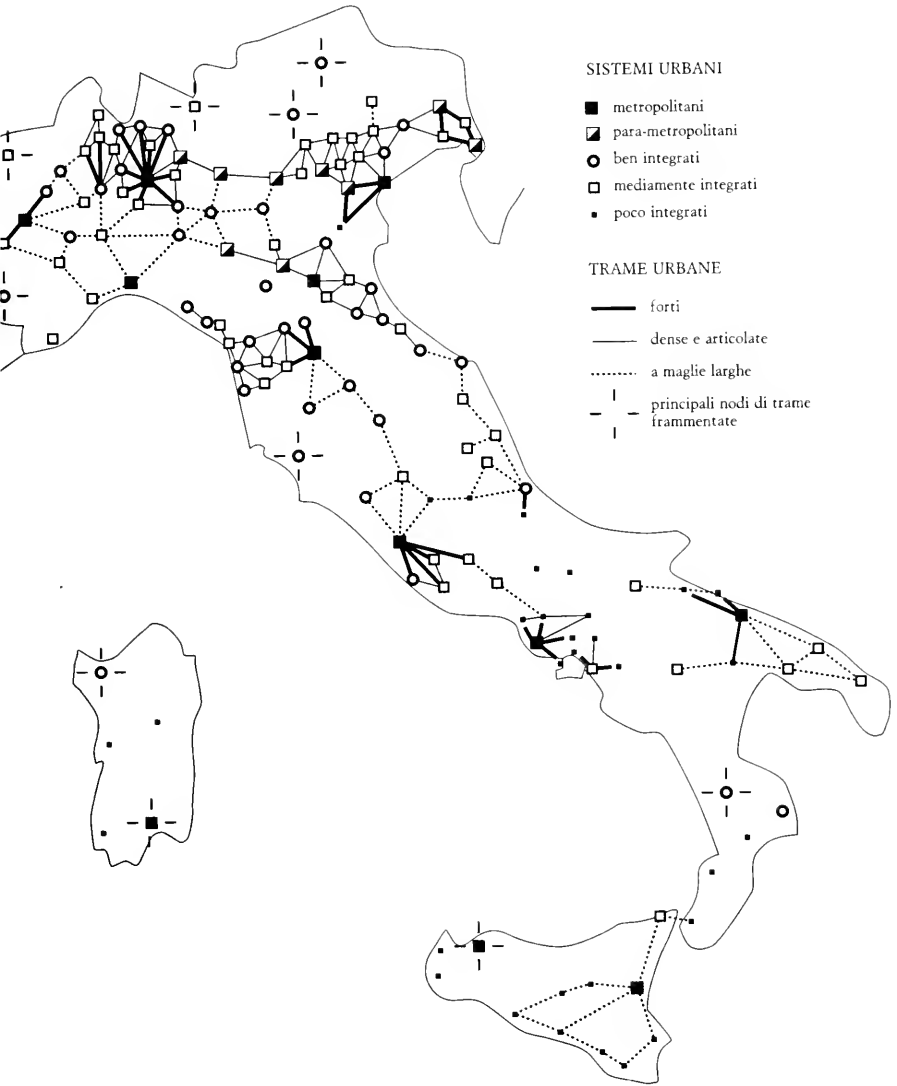 SISTEMI URBANI
metropolitani
para-metropolitani
ben integrati
mediamente integrati
poco integrati
TRAME URBANE
forti
dense e articolate
a maglie larghe
principali nodi di trame
frammentate